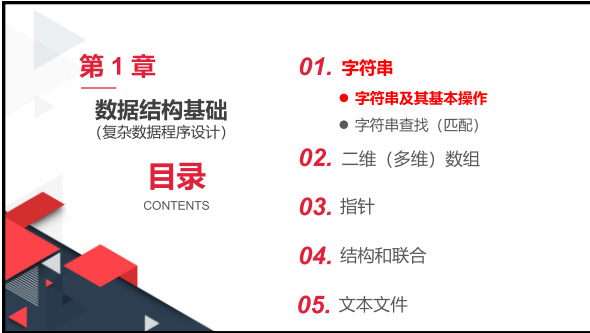 第 1 章
数据结构基础
（复杂数据程序设计）
目录
CONTENTS
01. 字符串
● 字符串及其基本操作
● 字符串查找（匹配）
02. 二维（多维）数组
03. 指针
04. 结构和联合
05. 文本文件